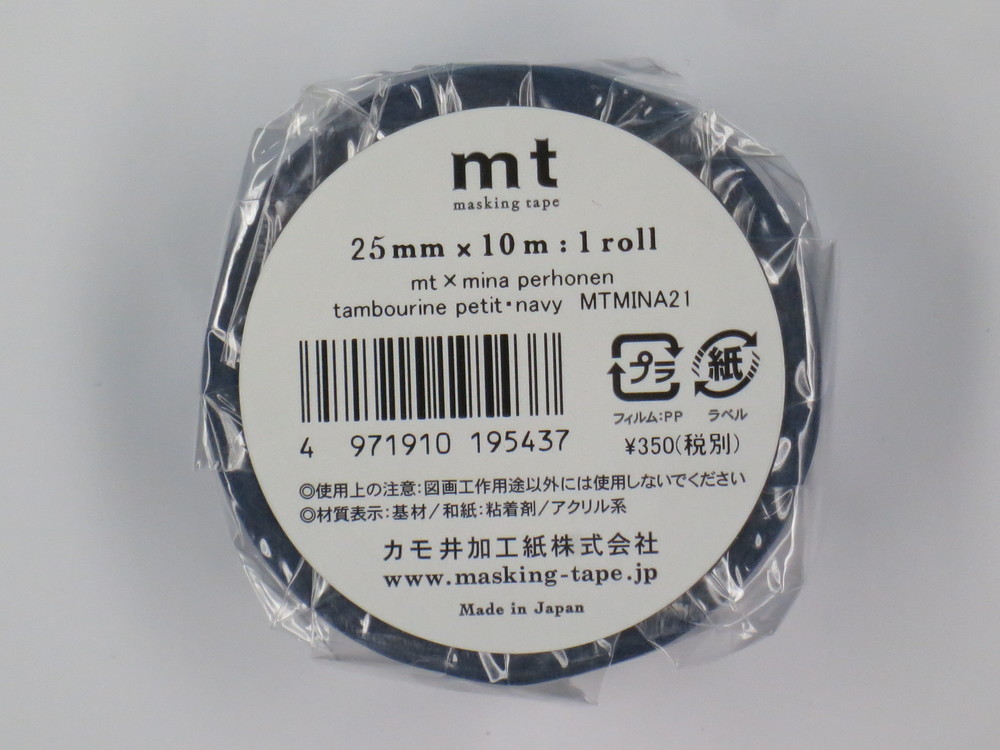 mt
masking tape
25mm×10m:1roll
mt×mina perhonen
tambourine petit・navy MTMINA21
プラ 紙
フィルム:PP ラベル
4 971910 195437
¥350(税別)
◎使用上の注意:図画工作用途以外には使用しないでください
◎材質表示:基材/和紙:粘着剤/アクリル系
カモ井加工紙株式会社
www.masking-tape.jp
Made in Japan